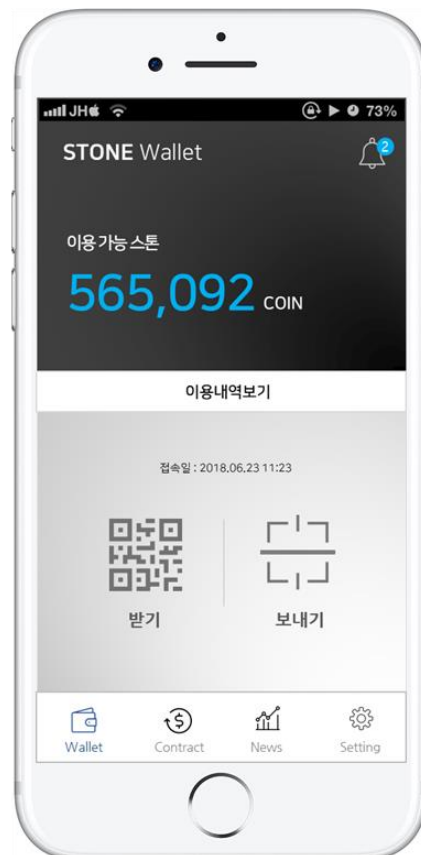 JH 73%
STONE Wallet
2
이용 가능 스톤
565,092 COIN
이용내역보기
접속일 : 2018.06.23 11:23
받기 보내기
Wallet Contract News Setting